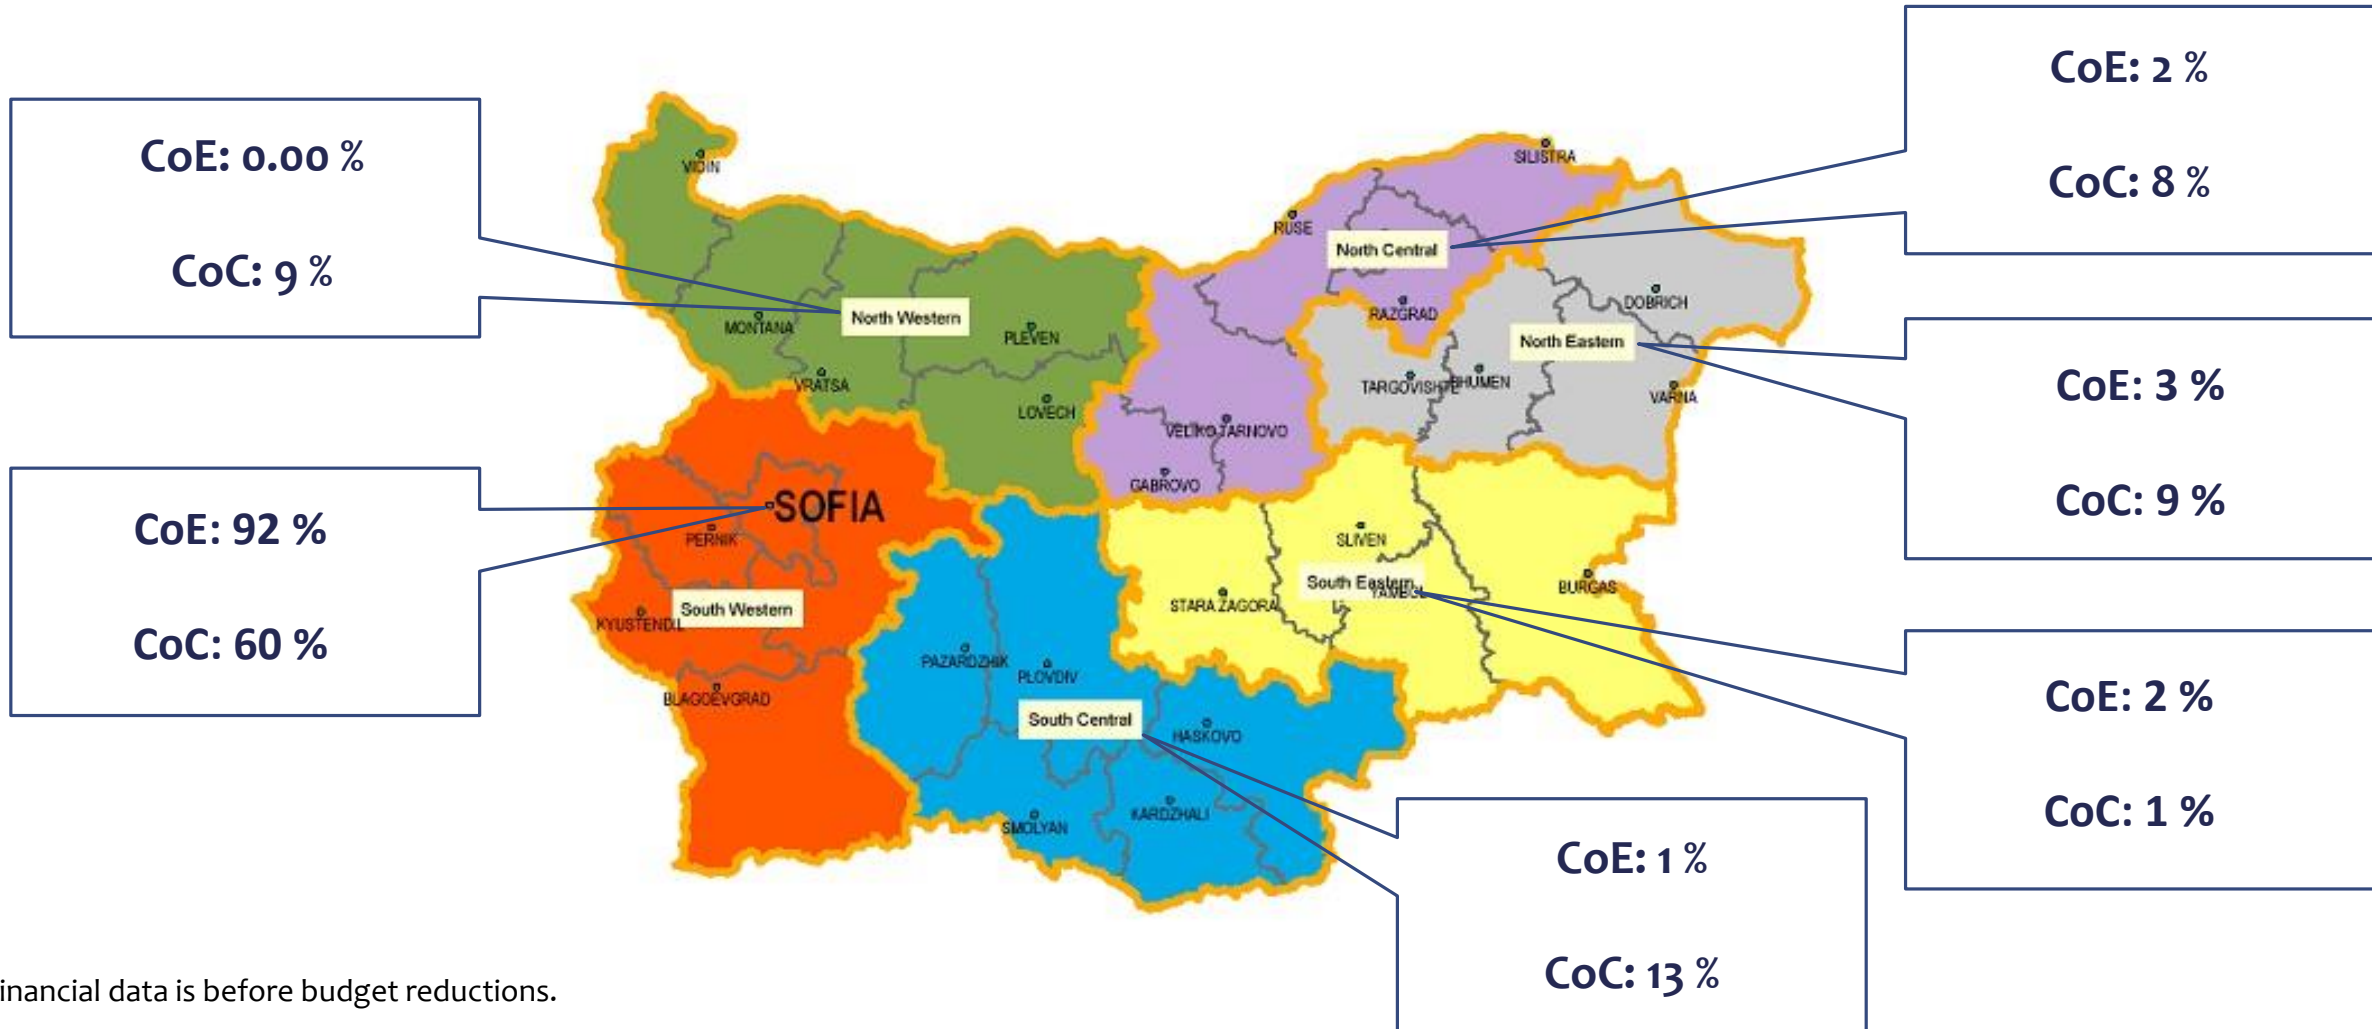 CoE: 2 %
CoC: 8 %
CoE: 0.00 %
CoC: 9 %
VIDIN
SILISTRA
RUSE
North Central
RAZGRAD
DOBRICH
North Western
MONTANA
PLEVEN
North Eastern
VRATSA
LOVECH
TARGOVISHTE
VARNA
CoE: 3 %
CoC: 9 %
VELIKO TARNOVO
GABROVO
CoE: 92 %
CoC: 60 %
SOFIA
PERNIK
SLIVEN
South Eastern
BURGAS
STARA ZAGORA
South Western
KYUSTENDIL
PAZARDZHIK
PLOVDIV
BLAGOEVGRAD
South Central
HASKOVO
CoE: 2 %
CoC: 1 %
SMOLYAN
KARDZHALI
CoE: 1 %
CoC: 13 %
inancial data is before budget reductions.